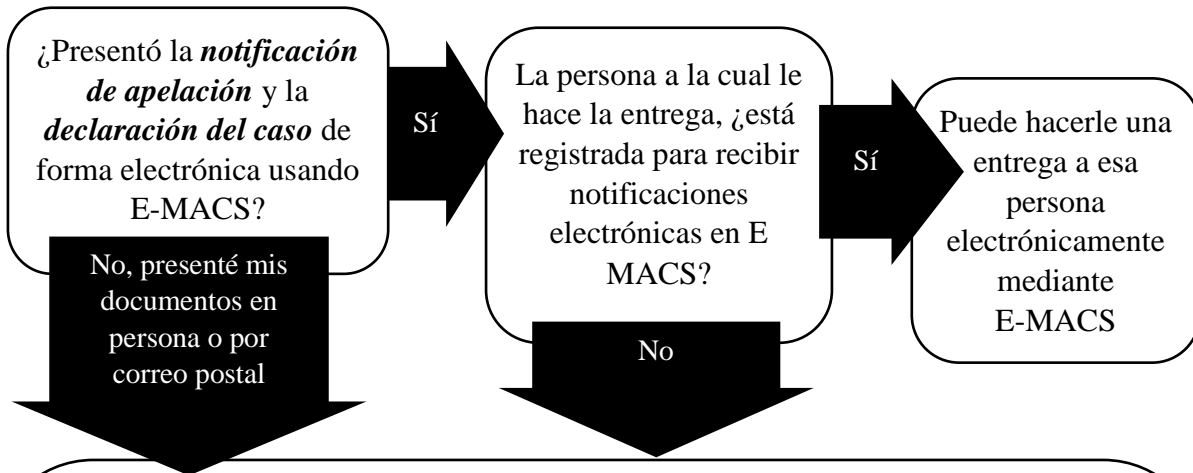 ¿Presentó la notificación
de apelación y la
declaración del caso de
forma electrónica usando
E-MACS?
Sí
La persona a la cual le
hace la entrega, ¿está
registrada para recibir
notificaciones
electrónicas en E
MACS?
Sí
Puede hacerle una
entrega a esa
persona
electrónicamente
mediante
E-MACS
No, presenté mis
documentos en
persona o por
correo postal
No